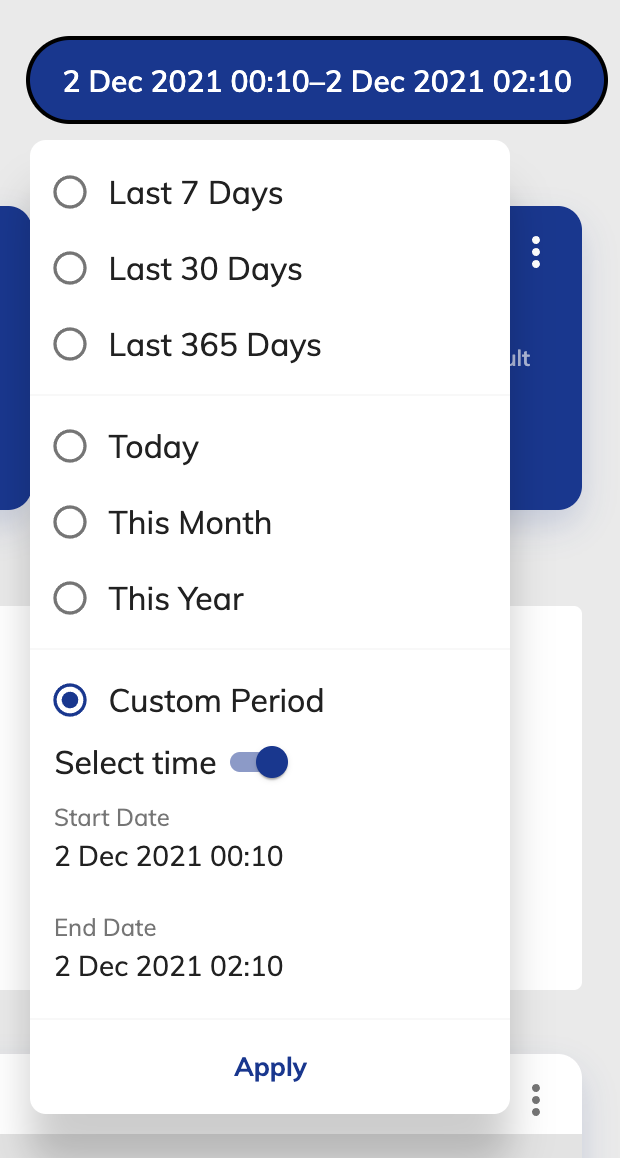 2 Dec 2021 00:10–2 Dec 2021 02:10
Last 7 Days
Last 30 Days
Last 365 Days
Today
This Month
This Year
Custom Period
Select time
Start Date
2 Dec 2021 00:10
End Date
2 Dec 2021 02:10
Apply